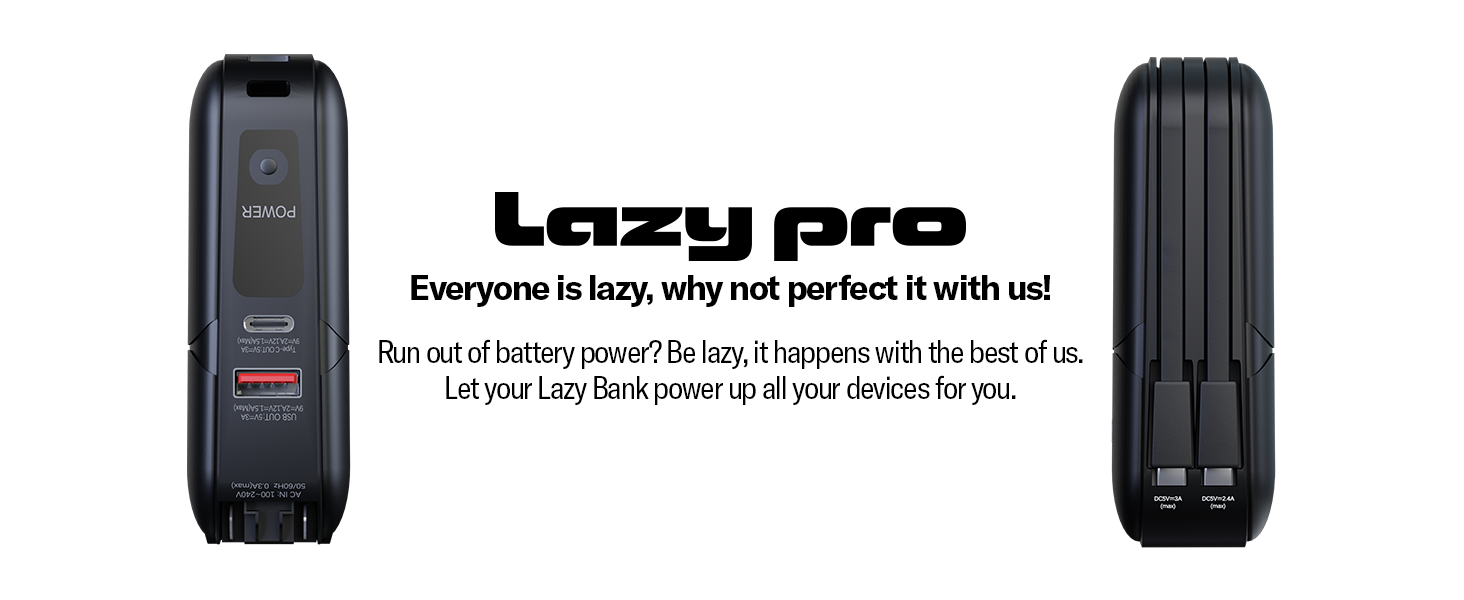 POWER
Type-C OUT:5V=3A
9V=2A,12V=1.5A(Max)
USB OUT:5V=3A
9V=2A,12V=1.5A(Max)
AC IN: 100~240V
50/60Hz 0.3A(max)
Lazy pro
Everyone is lazy, why not perfect it with us!
Run out of battery power? Be lazy, it happens with the best of us.
Let your Lazy Bank power up all your devices for you.
DC5V=3A
(max)
DC5V=2.4A
(max)